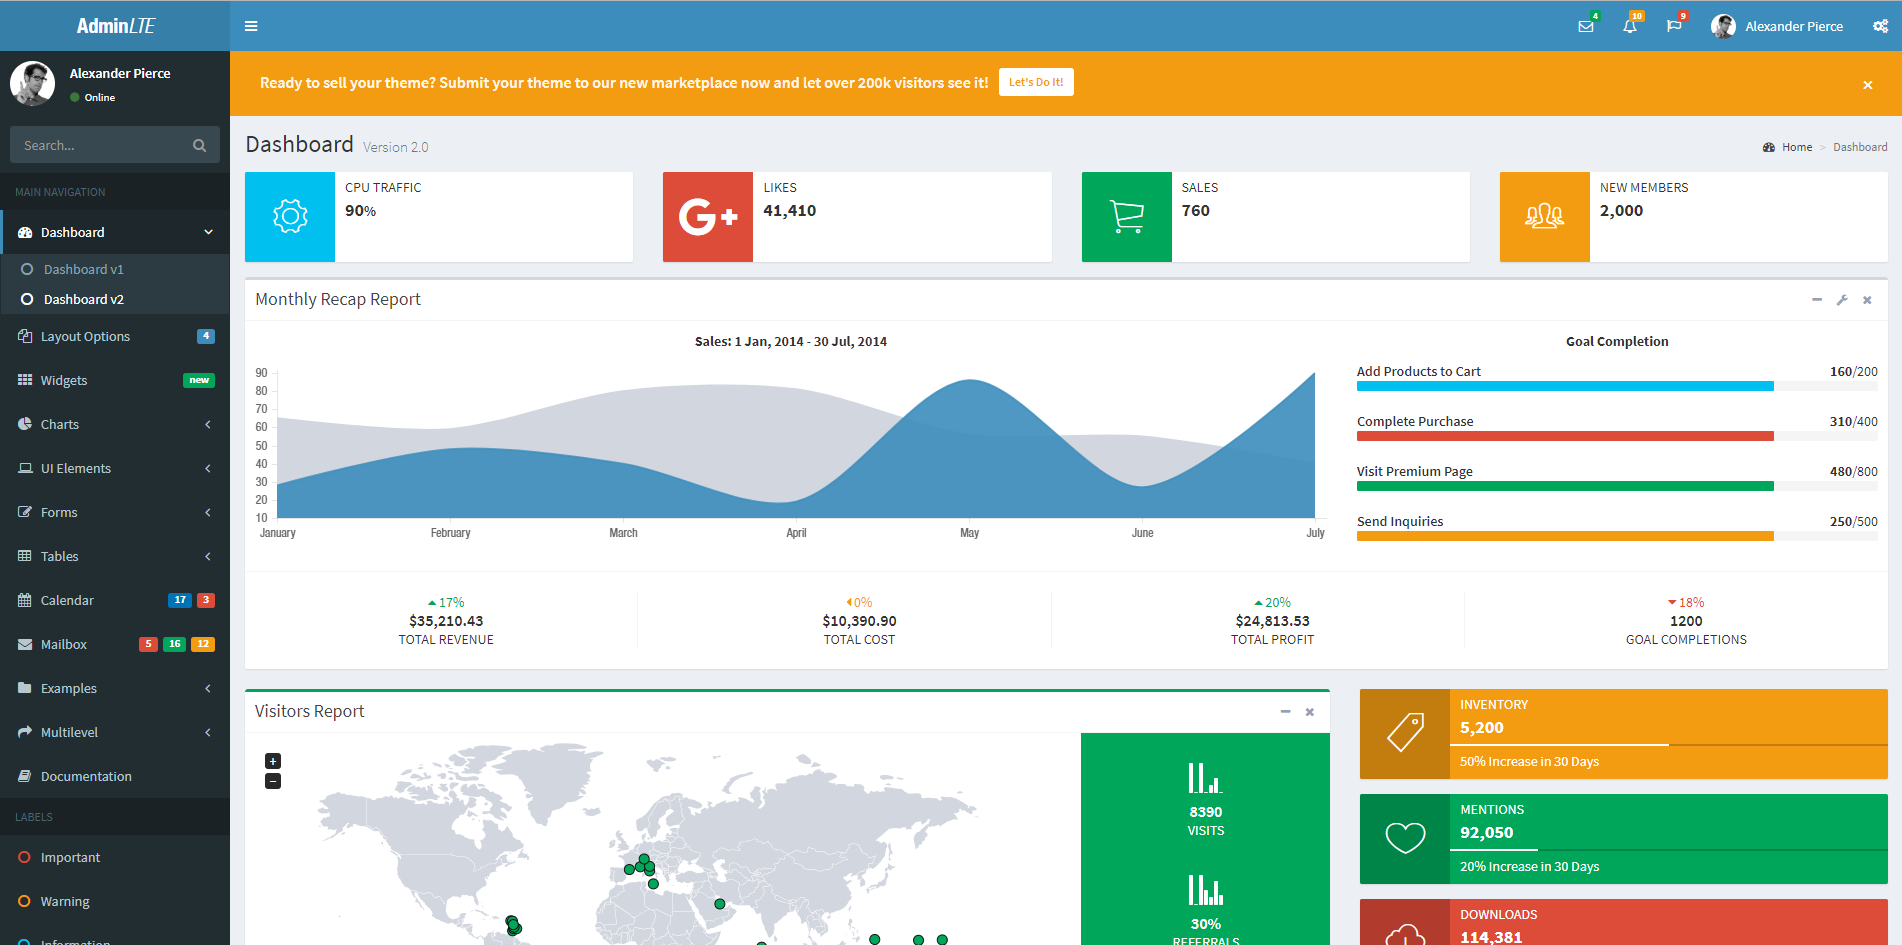 AdminLTE
4
10
9
Alexander Pierce
Alexander Pierce
Online
Search...
MAIN NAVIGATION
Dashboard
Dashboard v1
Dashboard v2
Layout Options 4
Widgets new
Charts
UI Elements
Forms
Tables
Calendar 17 3
Mailbox 5 16 12
Examples
Multilevel
Documentation
LABELS
Important
Warning
Information
Ready to sell your theme? Submit your theme to our new marketplace now and let over 200k visitors see it! Let's Do It!
×
Dashboard Version 2.0
Home > Dashboard
CPU TRAFFIC
90%
G+
LIKES
41,410
SALES
760
NEW MEMBERS
2,000
Monthly Recap Report
Sales: 1 Jan, 2014 - 30 Jul, 2014
90
80
70
60
50
40
30
20
10
January February March April May June July
Goal Completion
Add Products to Cart 160/200
Complete Purchase 310/400
Visit Premium Page 480/800
Send Inquiries 250/500
17%
$35,210.43
TOTAL REVENUE
0%
$10,390.90
TOTAL COST
20%
$24,813.53
TOTAL PROFIT
18%
1200
GOAL COMPLETIONS
Visitors Report
+
−
8390
VISITS
30%
REFERRALS
INVENTORY
5,200
50% Increase in 30 Days
MENTIONS
92,050
20% Increase in 30 Days
DOWNLOADS
114,381